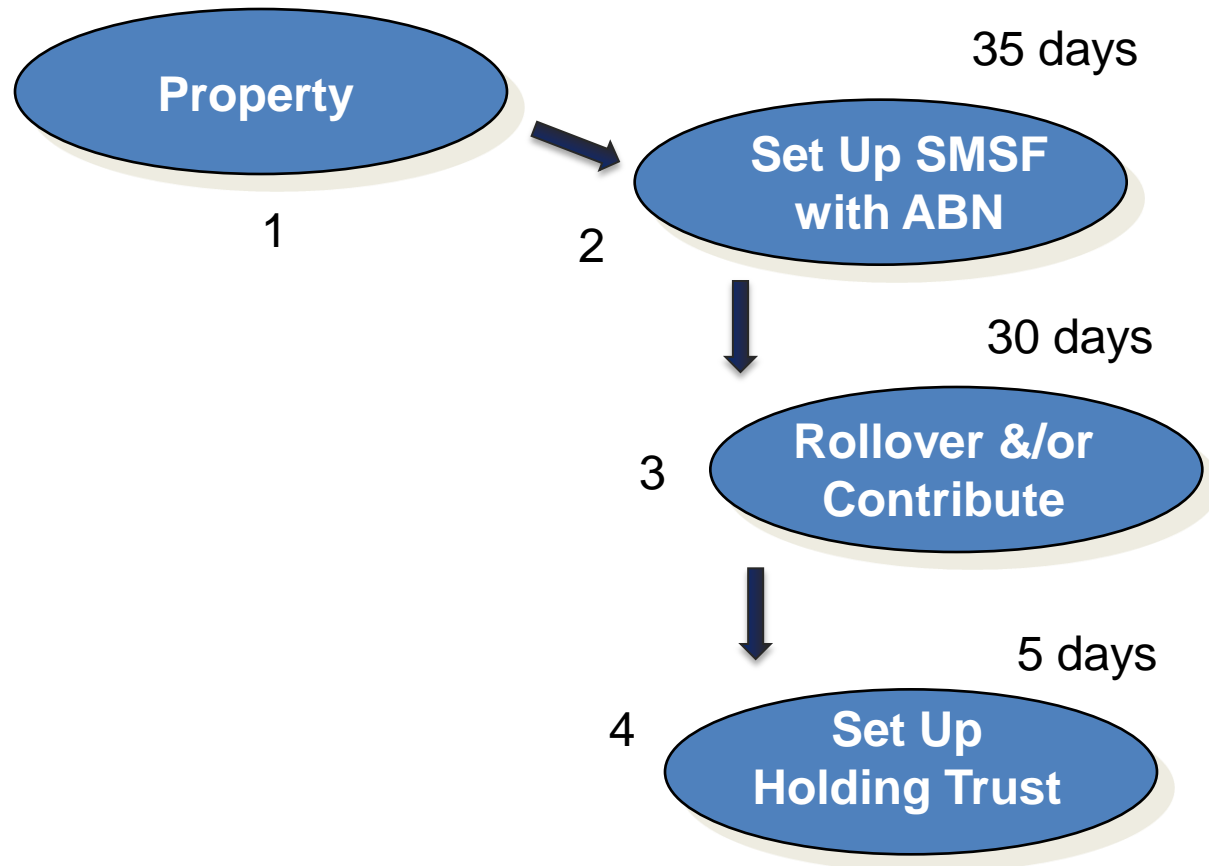 Property
1
35 days
Set Up SMSF
with ABN
2
30 days
Rollover &/or
Contribute
3
5 days
Set Up
Holding Trust
4